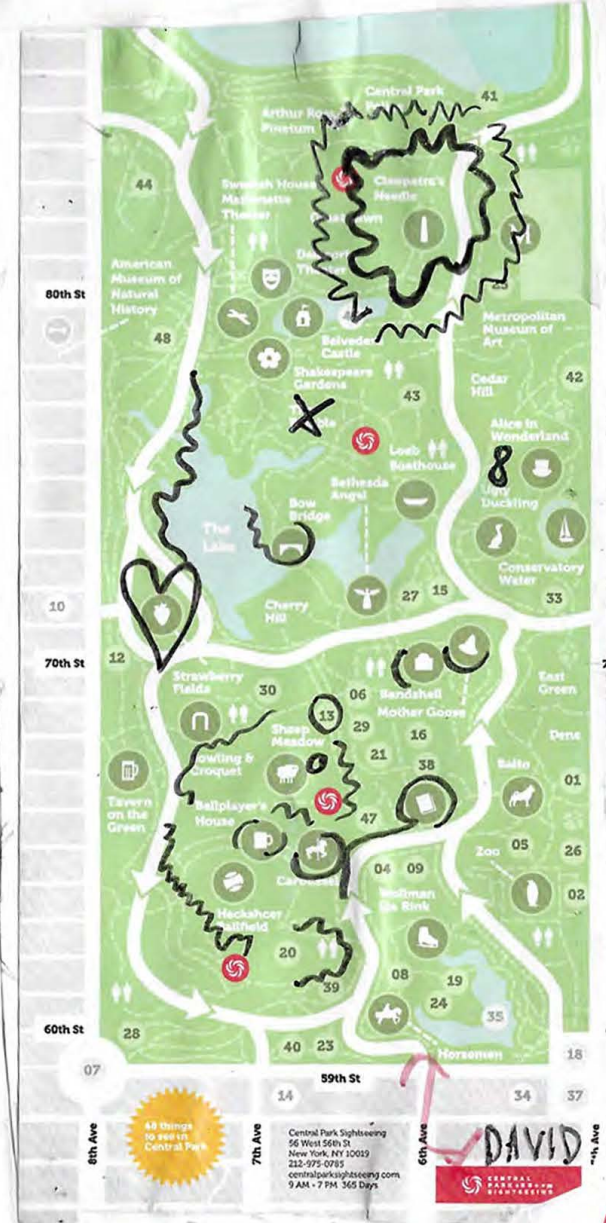 Central Park
41
Arthur Ross
Pinetum
44
Swedish House
Marionette
Theater
Cleopatra's
Needle
American
Museum of
Natural
History
80th St
Metropolitan
Museum of
Art
48
Belvedere
Castle
Shakespeare
Gardens
Cedar
Hill
42
43
Alice in
Wonderland
8
Loeb
Boathouse
Bethesda
Angel
Ugly
Duckling
Bow
Bridge
The
Lake
Conservatory
Water
10
Cherry
Hill
27
15
33
70th St
12
Strawberry
Fields
30
06
Bandshell
Mother Goose
East
Green
13
29
16
Sheep
Meadow
Dene
21
38
Bowling &
Croquet
Balto
01
Tavern
on the
Green
Ballplayer's
House
47
Zoo
05
26
04
09
Carousel
02
Wollman
Ice Rink
Heckshcer
Ballfield
20
39
08
19
24
35
60th St
28
40
23
Horsemen
18
07
59th St
14
34
37
8th Ave
48 things
to see in
Central Park
7th Ave
Central Park Sightseeing
56 West 56th St
New York, NY 10019
212-975-0785
centralparksightseeing.com
9 AM - 7 PM 365 Days
6th Ave
DAVID
CENTRAL
PARK
SIGHTSEEING